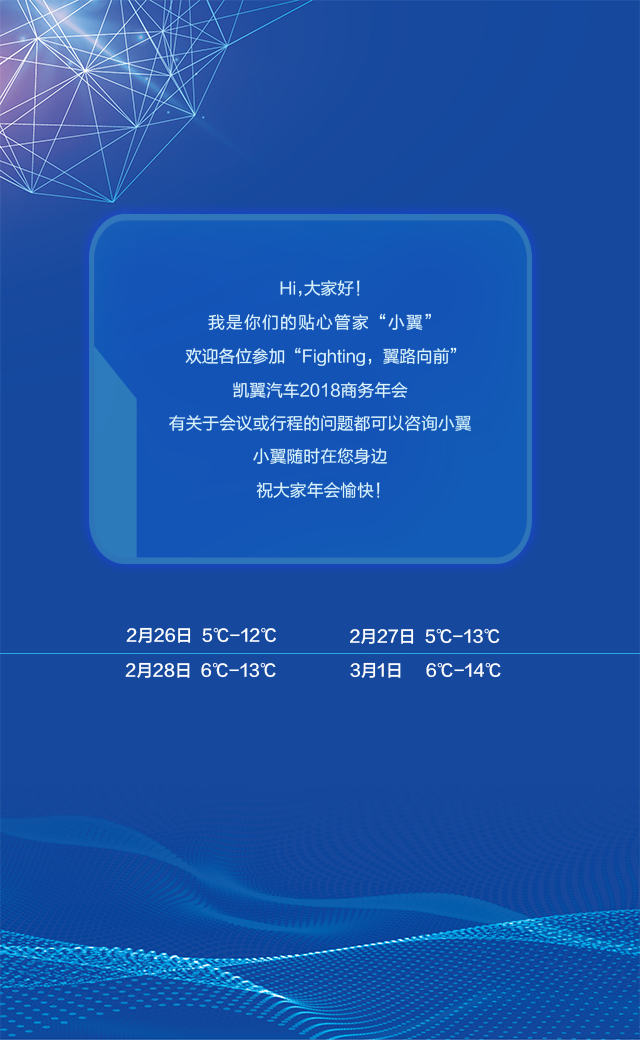 Hi,大家好!
我是你们的贴心管家“小翼”
欢迎各位参加“Fighting，翼路向前”
凯翼汽车2018商务年会
有关于会议或行程的问题都可以咨询小翼
小翼随时在您身边
祝大家年会愉快!
2月26日 5℃-12℃ 2月27日 5℃-13℃
2月28日 6℃-13℃ 3月1日 6℃-14℃